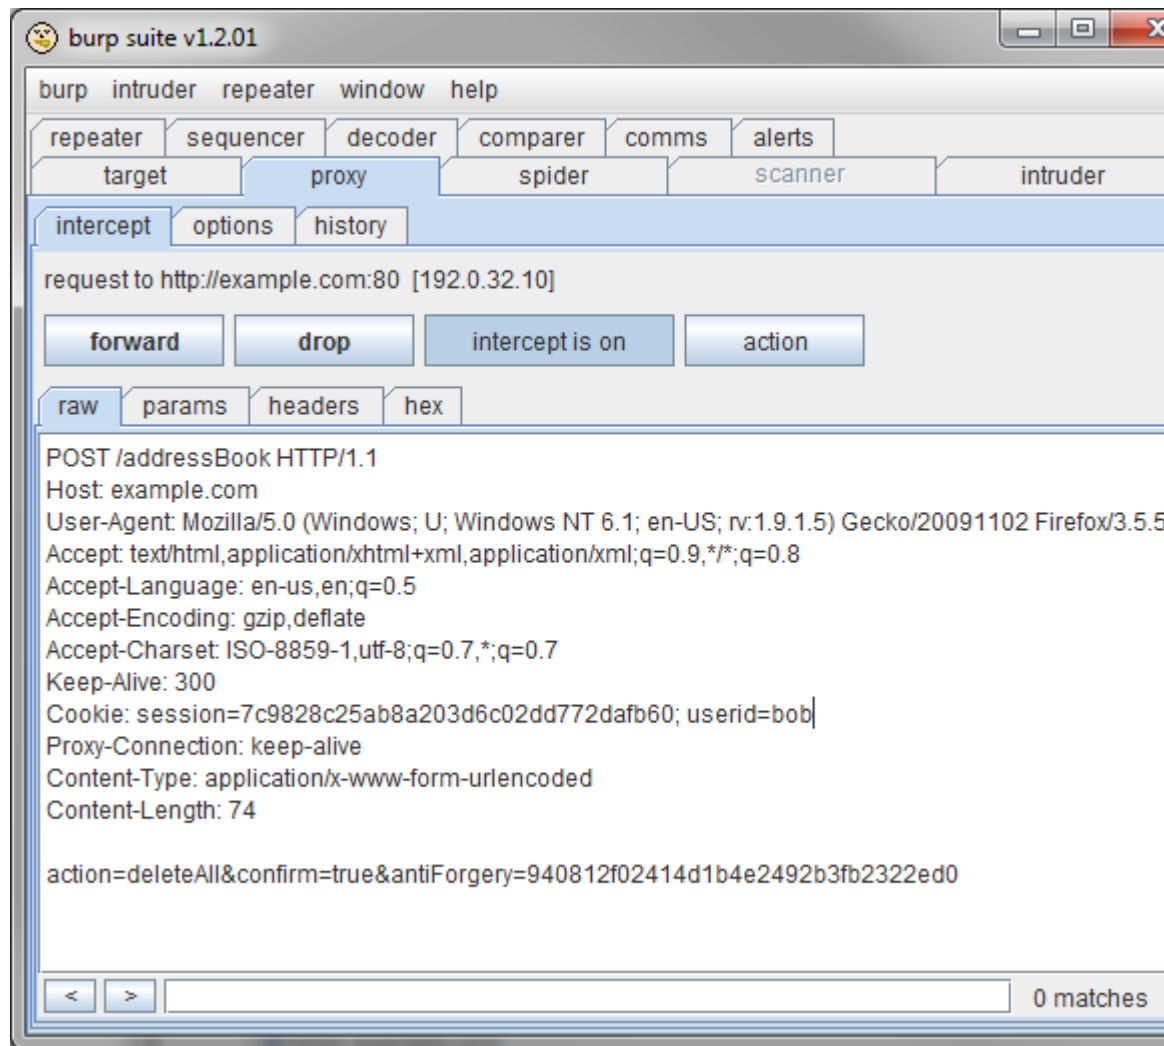 burp suite v1.2.01
burp intruder repeater window help
repeater sequencer decoder comparer comms alerts
target proxy spider scanner intruder
intercept options history
request to http://example.com:80 [192.0.32.10]
forward drop intercept is on action
raw params headers hex
POST /addressBook HTTP/1.1
Host: example.com
User-Agent: Mozilla/5.0 (Windows; U; Windows NT 6.1; en-US; rv:1.9.1.5) Gecko/20091102 Firefox/3.5.5
Accept: text/html,application/xhtml+xml,application/xml;q=0.9,*/*;q=0.8
Accept-Language: en-us,en;q=0.5
Accept-Encoding: gzip,deflate
Accept-Charset: ISO-8859-1,utf-8;q=0.7,*;q=0.7
Keep-Alive: 300
Cookie: session=7c9828c25ab8a203d6c02dd772dafb60; userid=bob
Proxy-Connection: keep-alive
Content-Type: application/x-www-form-urlencoded
Content-Length: 74
action=deleteAll&confirm=true&antiForgery=940812f02414d1b4e2492b3fb2322ed0
< > 0 matches